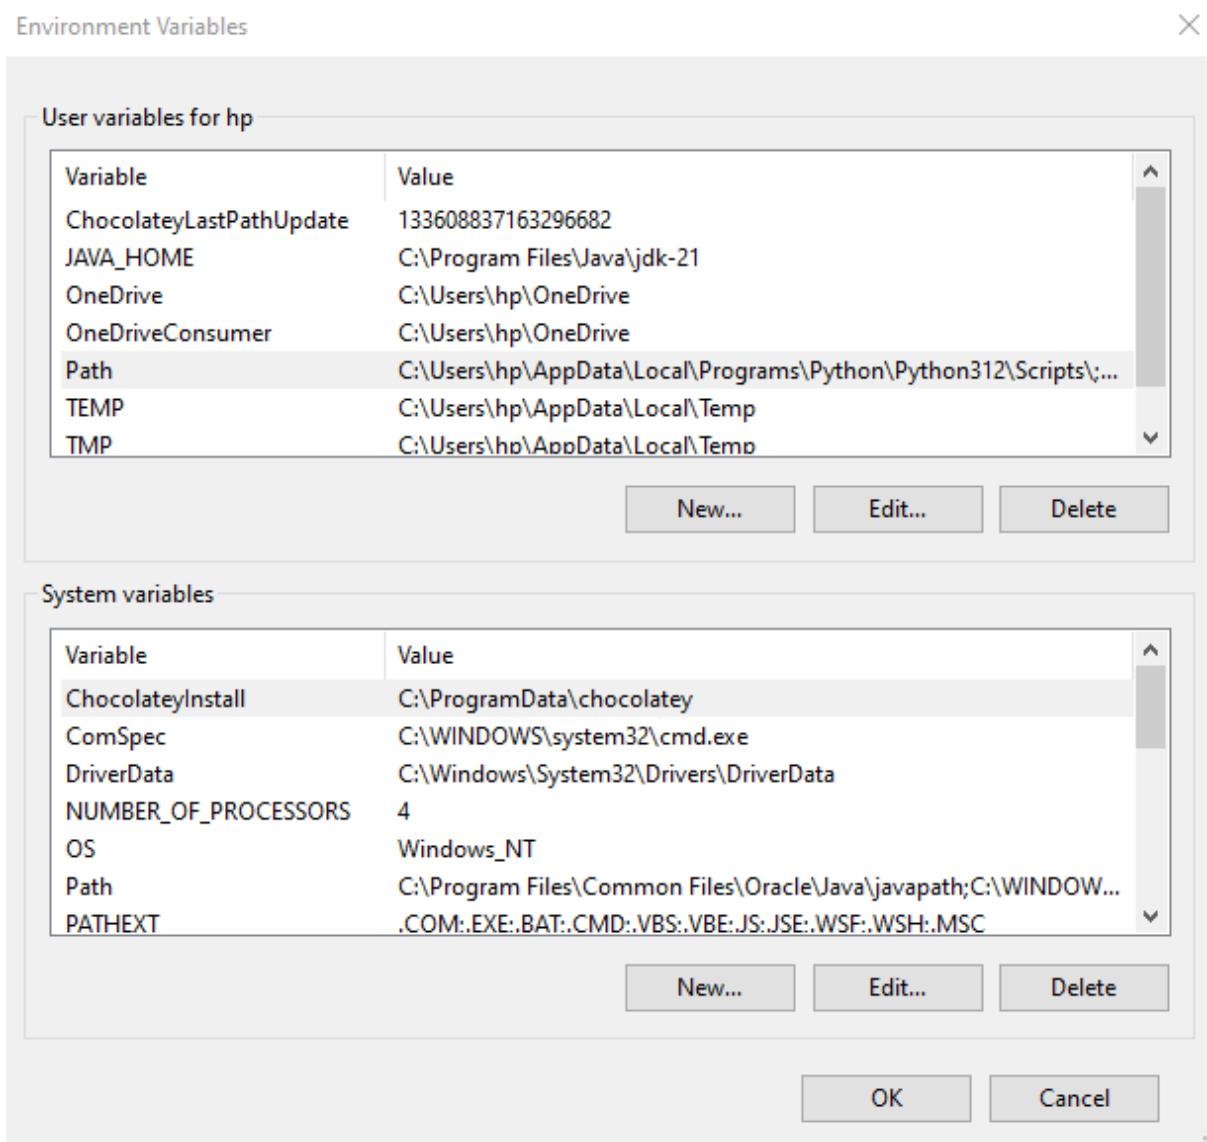 Environment Variables
User variables for hp
Variable Value
ChocolateyLastPathUpdate 133608837163296682
JAVA_HOME C:\Program Files\Java\jdk-21
OneDrive C:\Users\hp\OneDrive
OneDriveConsumer C:\Users\hp\OneDrive
Path C:\Users\hp\AppData\Local\Programs\Python\Python312\Scripts\;...
TEMP C:\Users\hp\AppData\Local\Temp
TMP C:\Users\hp\AppData\Local\Temp
New... Edit... Delete
System variables
Variable Value
ChocolateyInstall C:\ProgramData\chocolatey
ComSpec C:\WINDOWS\system32\cmd.exe
DriverData C:\Windows\System32\Drivers\DriverData
NUMBER_OF_PROCESSORS 4
OS Windows_NT
Path C:\Program Files\Common Files\Oracle\Java\javapath;C:\WINDOW...
PATHEXT .COM;.EXE;.BAT;.CMD;.VBS;.VBE;.JS;.JSE;.WSF;.WSH;.MSC
New... Edit... Delete
OK Cancel